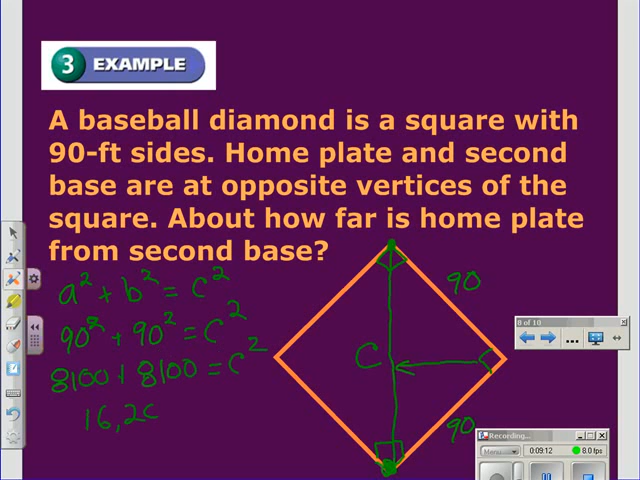 3 EXAMPLE
A baseball diamond is a square with
90-ft sides. Home plate and second
base are at opposite vertices of the
square. About how far is home plate
from second base?
a² + b² = c²
90² + 90² = c²
8100 + 8100 = c²
16,20
90
C
90
8 of 10
Recording...
Menu
0:09:12
8.0 fps